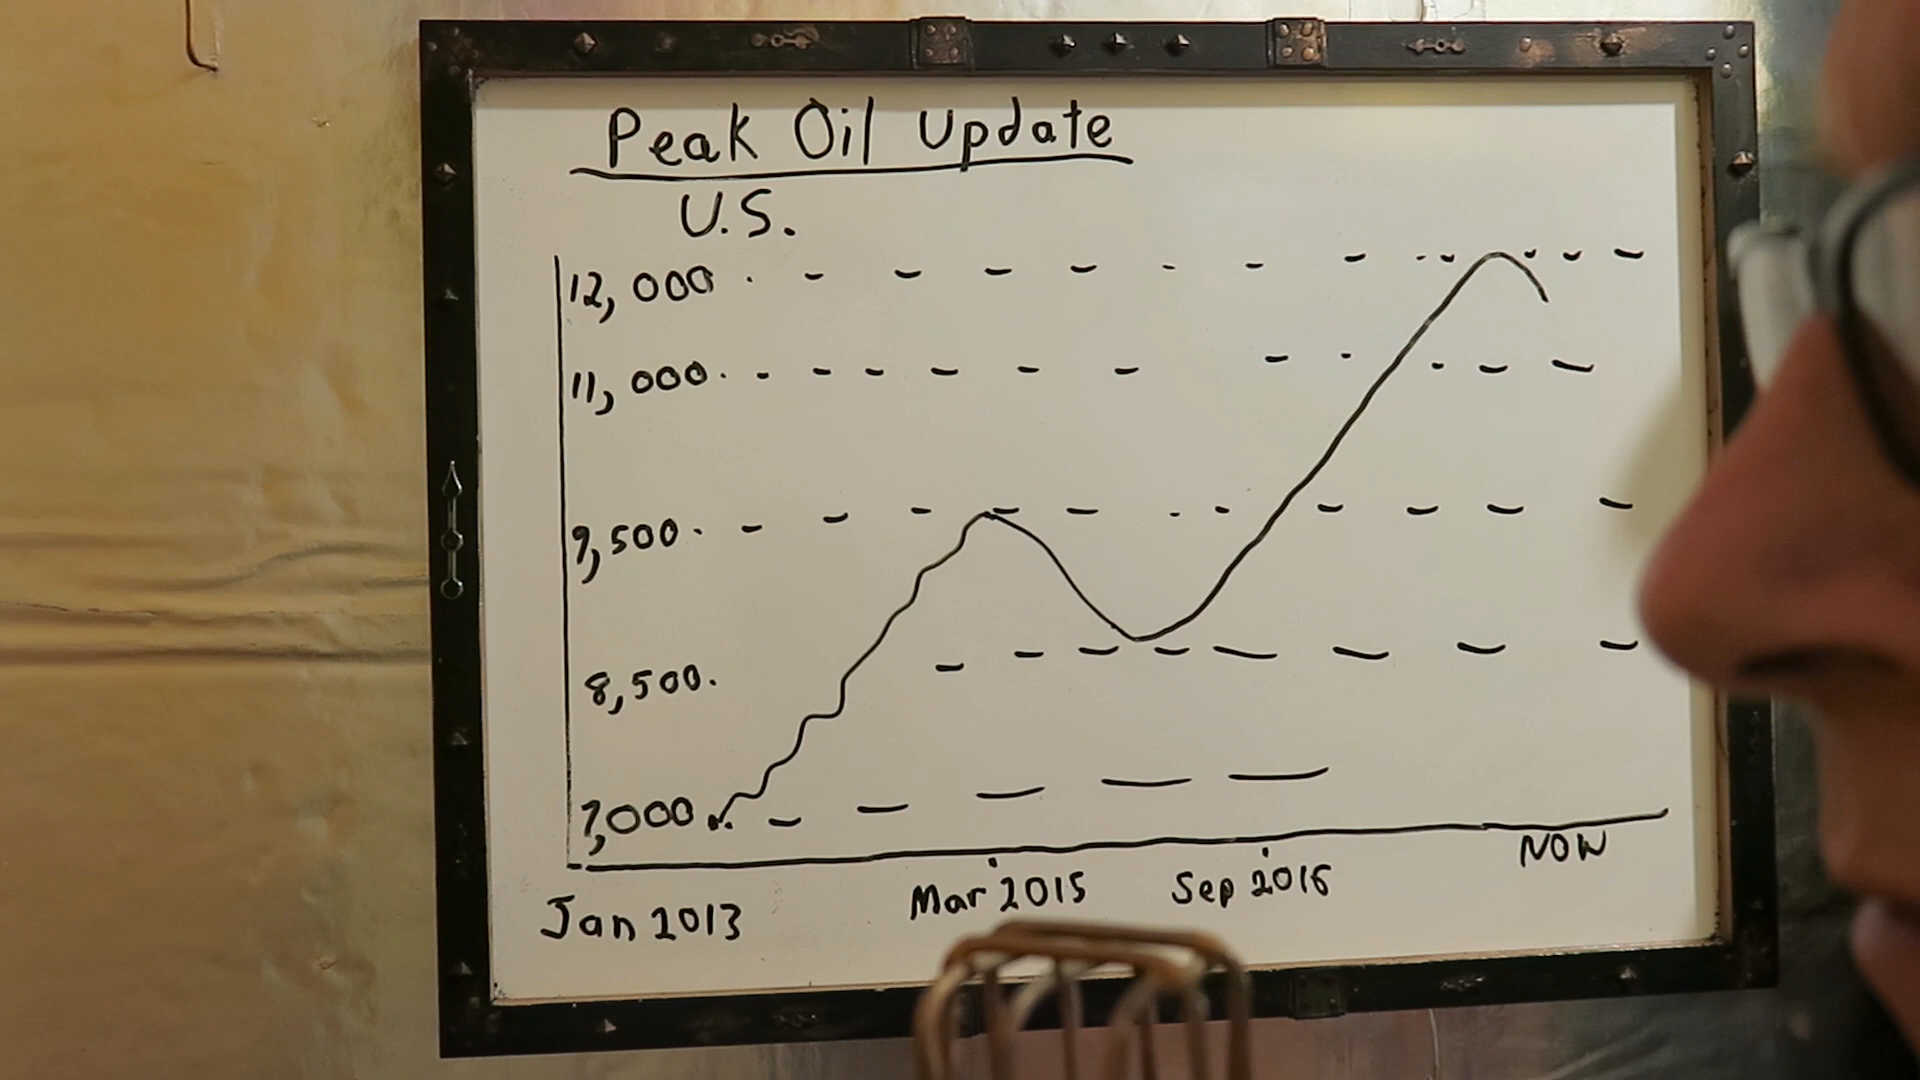 Peak Oil Update
U.S.
12,000
11,000
9,500
8,500
7,000
NOW
Jan 2013 Mar 2015 Sep 2016